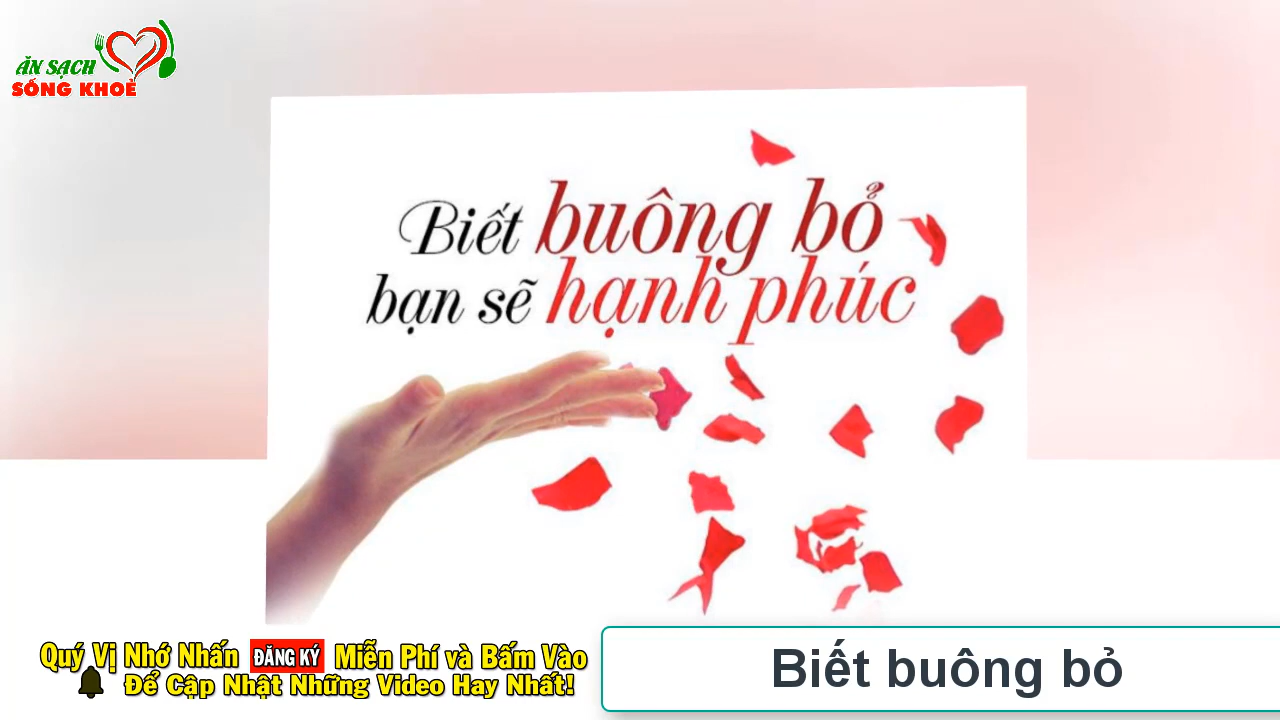 ĂN SẠCH
SỐNG KHOẺ
Biết buông bỏ
bạn sẽ hạnh phúc
Quý Vị Nhớ Nhấn ĐĂNG KÝ Miễn Phí và Bấm Vào
Để Cập Nhật Những Video Hay Nhất!
Biết buông bỏ